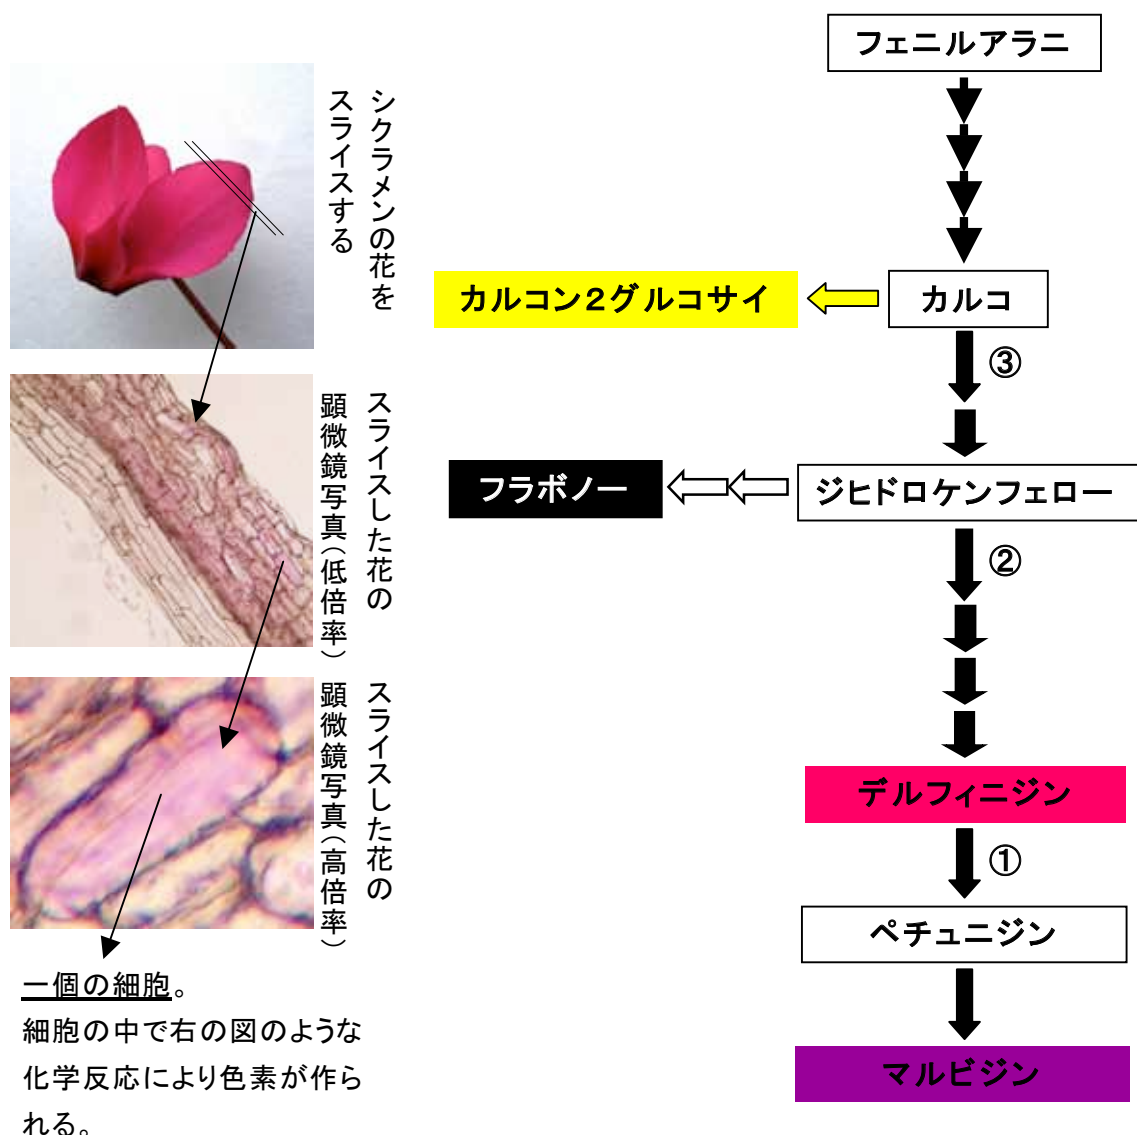 シクラメンの花を
スライスする
スライスした花の
顕微鏡写真（低倍率）
スライスした花の
顕微鏡写真（高倍率）
一個の細胞。
細胞の中で右の図のような
化学反応により色素が作ら
れる。
フェニルアラニ
カルコン２グルコサイ
カルコ
③
フラボノー
ジヒドロケンフェロー
②
デルフィニジン
①
ペチュニジン
マルビジン